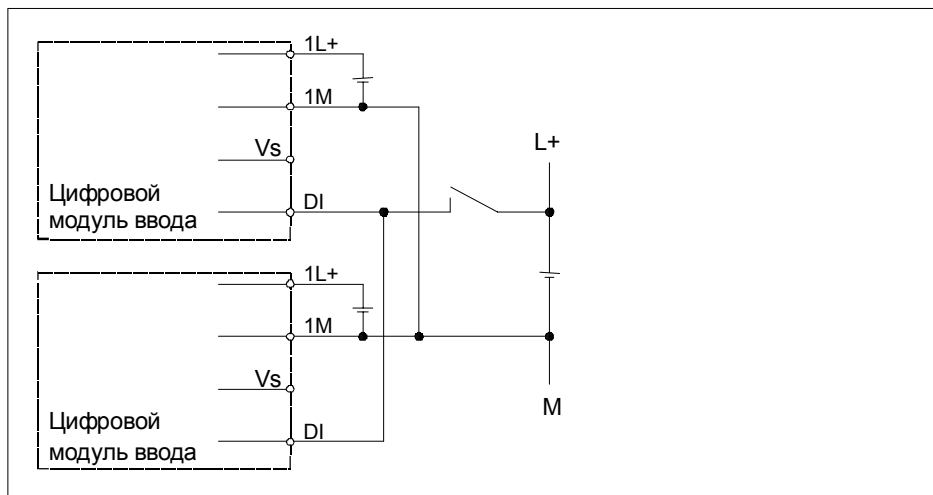 1L+
1M
Vs
DI
Цифровой
модуль ввода
L+
1L+
1M
Vs
M
DI
Цифровой
модуль ввода